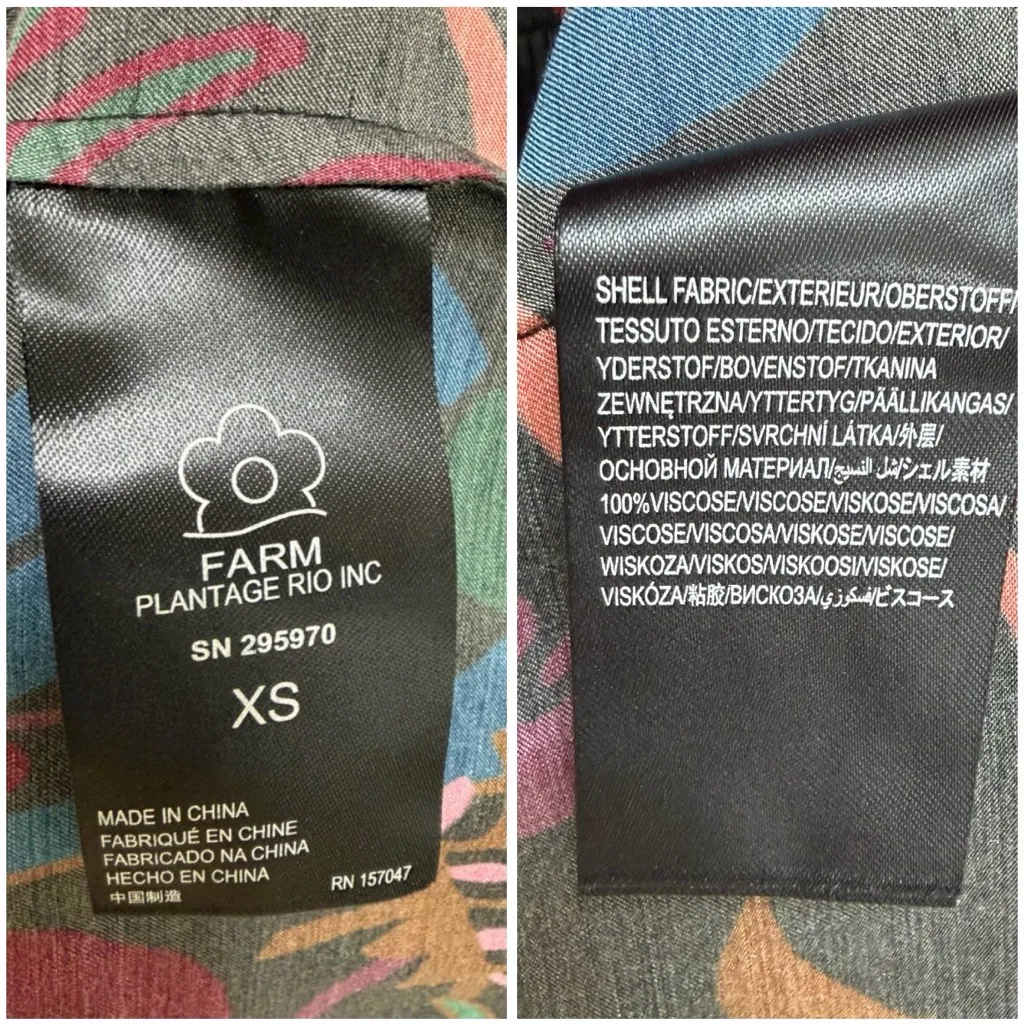 FARM
PLANTAGE RIO INC
SN 295970
XS
MADE IN CHINA
FABRIQUÉ EN CHINE
FABRICADO NA CHINA
HECHO EN CHINA
中国制造
RN 157047
SHELL FABRIC/EXTERIEUR/OBERSTOFF/
TESSUTO ESTERNO/TECIDO/EXTERIOR/
YDERSTOF/BOVENSTOF/TKANINA
ZEWNĘTRZNA/YTTERTYG/PÄÄLLIKANGAS/
YTTERSTOFF/SVRCHNÍ LÁTKA/外层/
ОСНОВНОЙ МАТЕРИАЛ/شل النسيج/シェル素材
100%VISCOSE/VISCOSE/VISKOSE/VISCOSA/
VISCOSE/VISCOSA/VISKOSE/VISCOSE/
WISKOZA/VISKOS/VISKOOSI/VISKOSE/
VISKÓZA/粘胶/ВИСКОЗА/فسكوزي/ビスコース